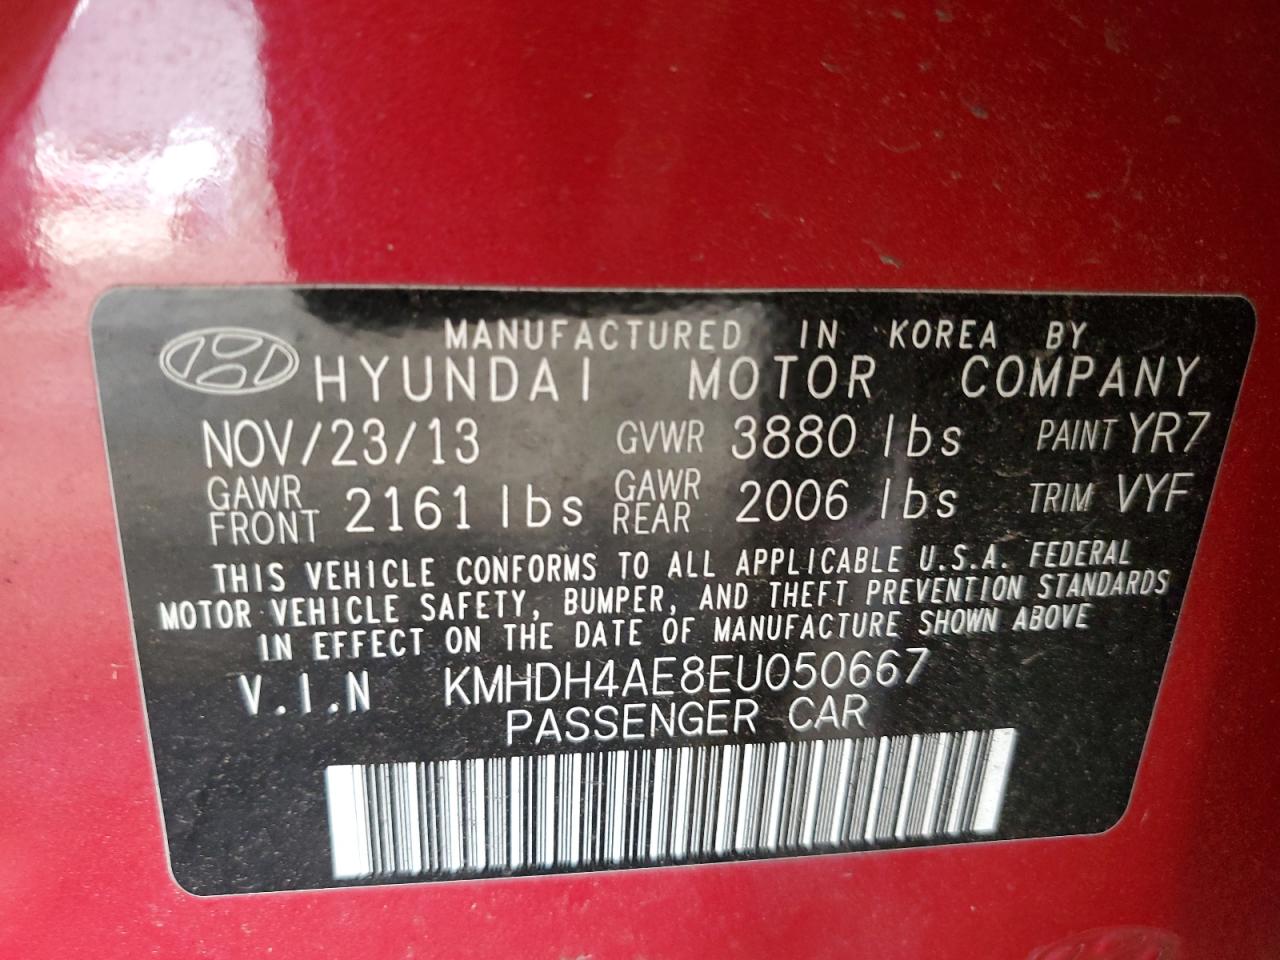 MANUFACTURED IN KOREA BY
HYUNDAI MOTOR COMPANY
NOV/23/13 GVWR 3880 lbs PAINT YR7
GAWR FRONT 2161 lbs GAWR REAR 2006 lbs TRIM VYF
THIS VEHICLE CONFORMS TO ALL APPLICABLE U.S.A. FEDERAL
MOTOR VEHICLE SAFETY, BUMPER, AND THEFT PREVENTION STANDARDS
IN EFFECT ON THE DATE OF MANUFACTURE SHOWN ABOVE
V.I.N KMHDH4AE8EU050667
PASSENGER CAR